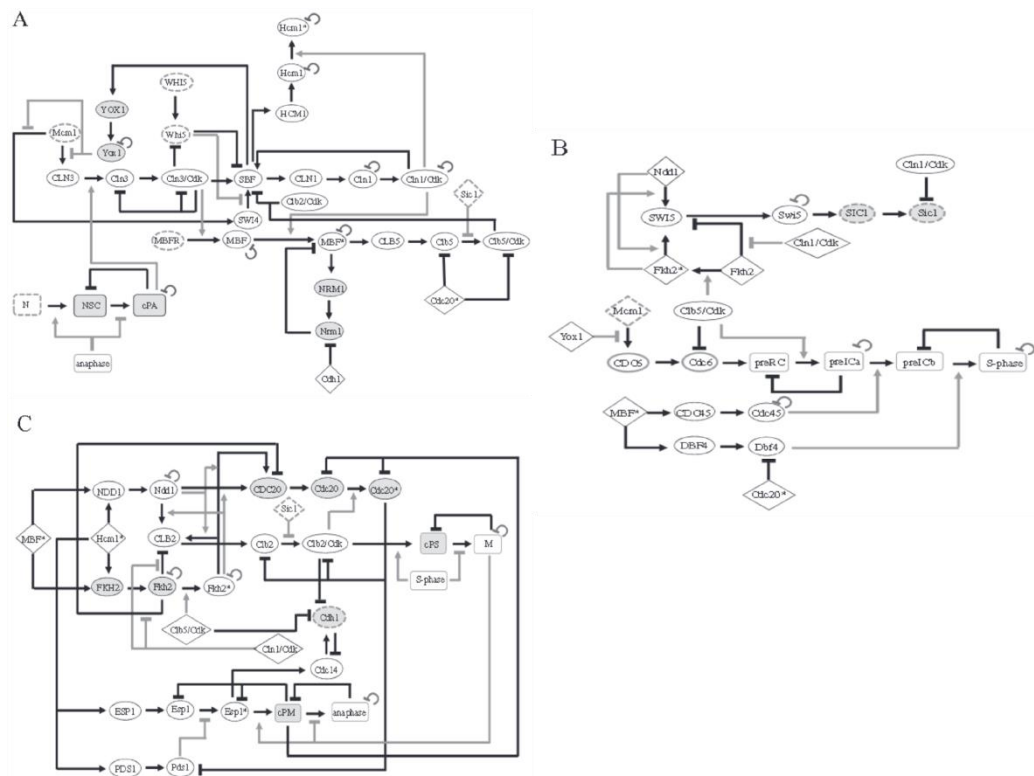 A
Hcm1*
Hcm1
HCM1
WHI5
YOX1
Mcm1
Whi5
Yox1
CLN3
Cln3
Cln3/Cdk
SBF
CLN1
Cln1
Cln1/Cdk
Clb2/Cdk
Sic1
SWI4
MBFR
MBF
MBF*
CLB5
Clb5
Clb5/Cdk
N
NSC
cPA
NRM1
Cdc20*
anaphase
Nrm1
Cdh1
B
Cln1/Cdk
Ndd1
SWI5
Swi5
SIC1
Sic1
Cln1/Cdk
Fkh2*
Fkh2
Mcm1
Clb5/Cdk
Yox1
CDC6
Cdc6
preRC
preICa
preICb
S-phase
MBF*
CDC45
Cdc45
DBF4
Dbf4
Cdc20*
C
NDD1
Ndd1
CDC20
Cdc20
Cdc20*
Sic1
MBF*
Hcm1*
CLB2
Clb2
Clb2/Cdk
cPS
M
S-phase
FKH2
Fkh2
Fkh2*
Cdh1
Clb5/Cdk
Cln1/Cdk
Cdc14
ESP1
Esp1
Esp1*
cPM
anaphase
PDS1
Pds1